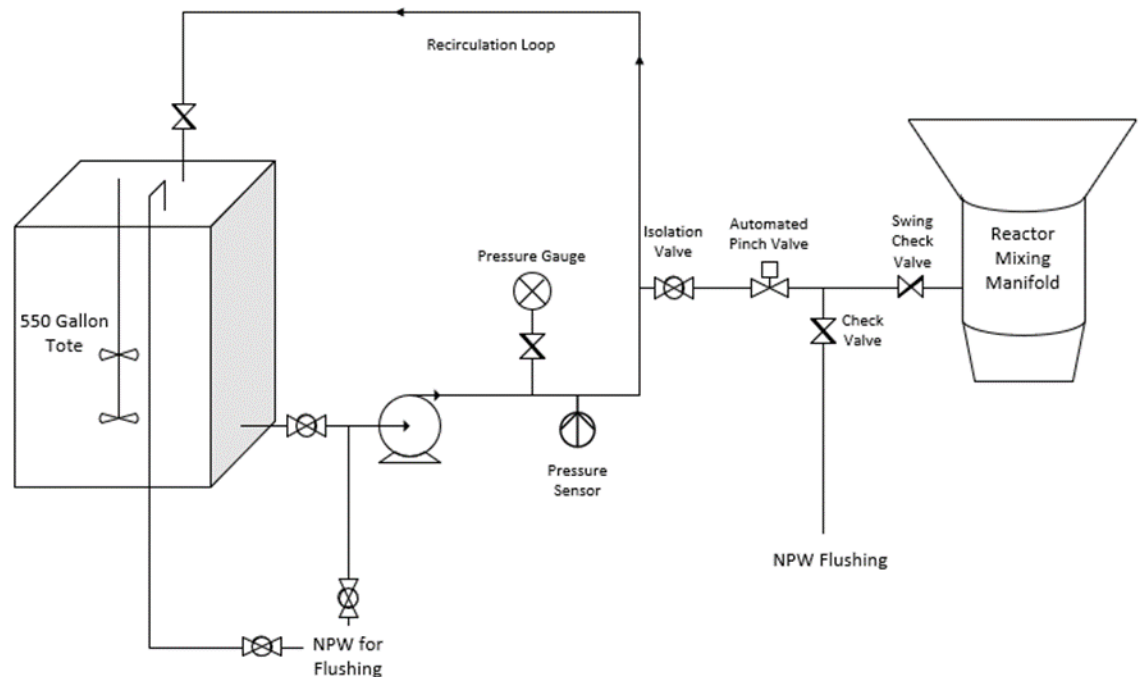 Recirculation Loop
Isolation
Valve
Automated
Pinch Valve
Swing
Check
Valve
Reactor
Mixing
Manifold
Pressure Gauge
550 Gallon
Tote
Check
Valve
Pressure
Sensor
NPW Flushing
NPW for
Flushing